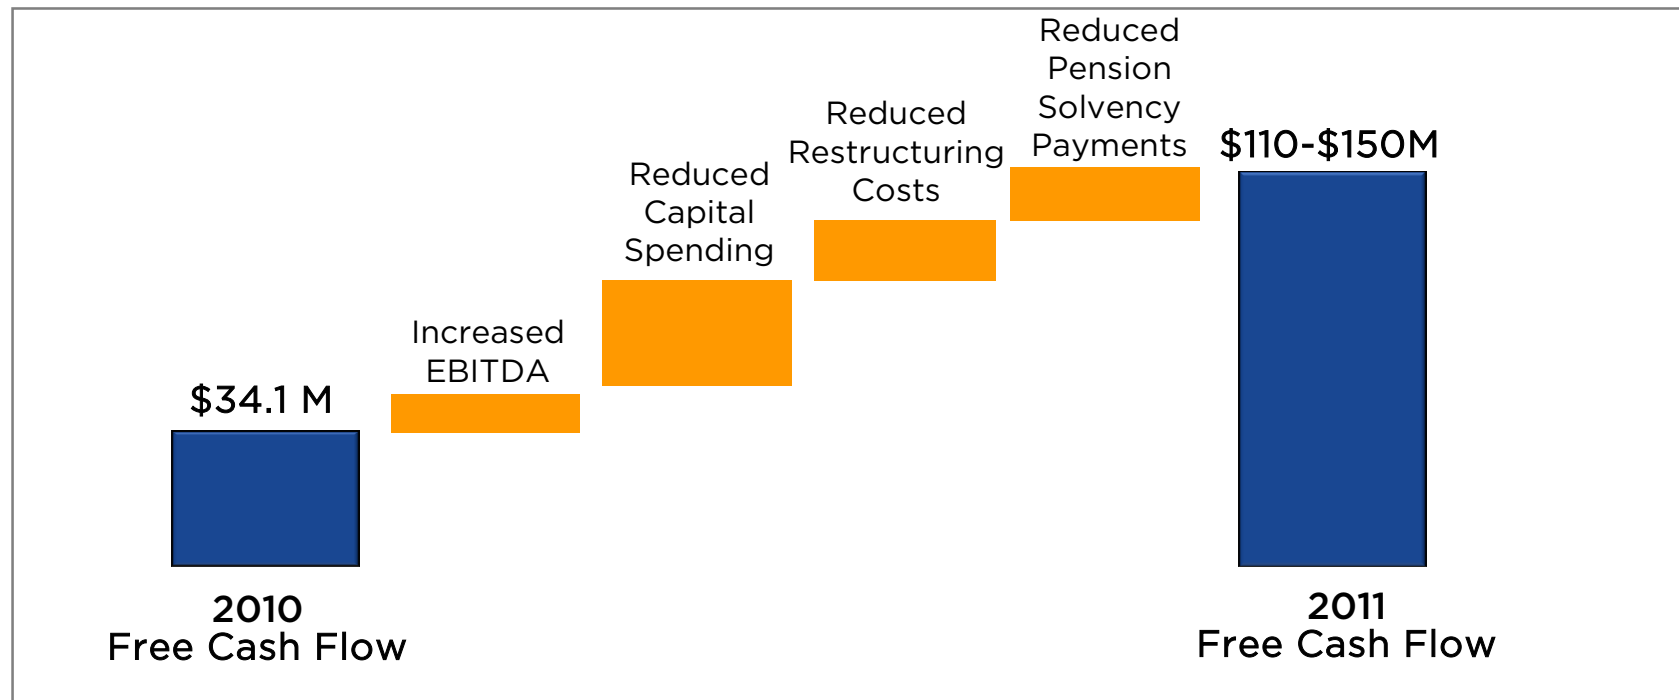 $34.1 M
Increased
EBITDA
Reduced
Capital
Spending
Reduced
Restructuring
Costs
Reduced
Pension
Solvency
Payments
$110-$150M
2010
Free Cash Flow
2011
Free Cash Flow